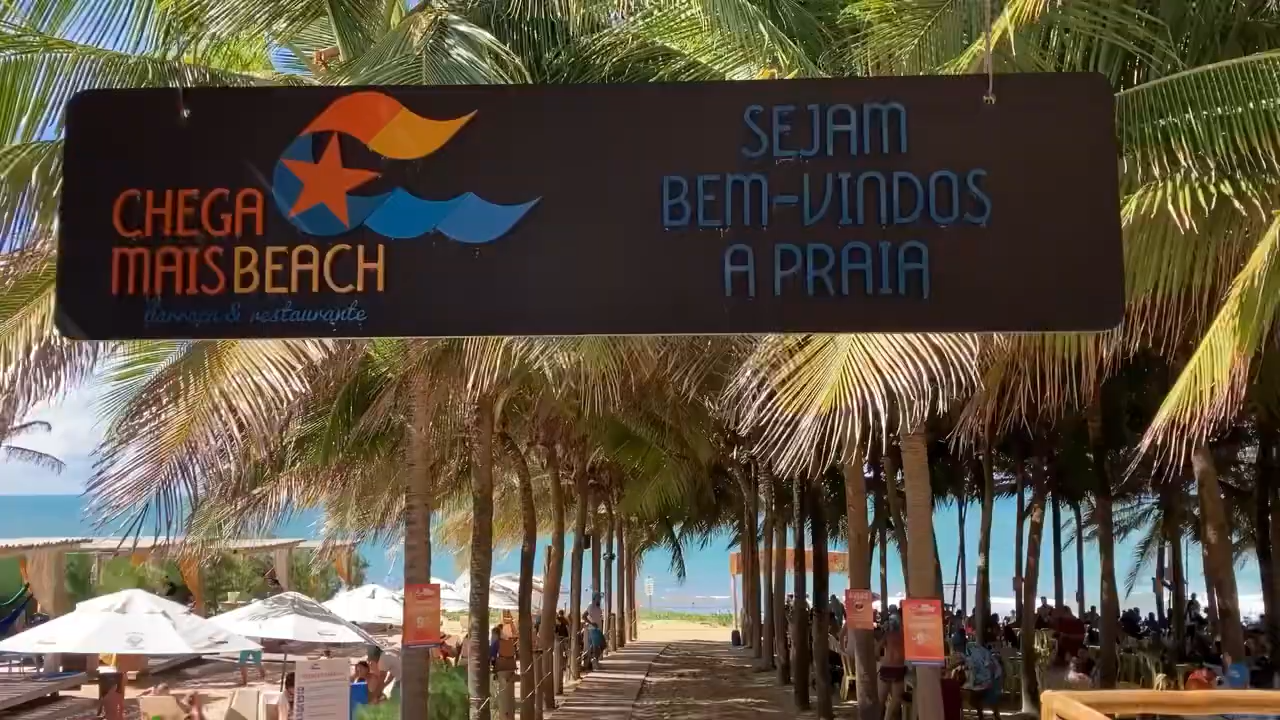 CHEGA
MAIS BEACH
barraca & restaurante
SEJAM
BEM-VINDOS
A PRAIA